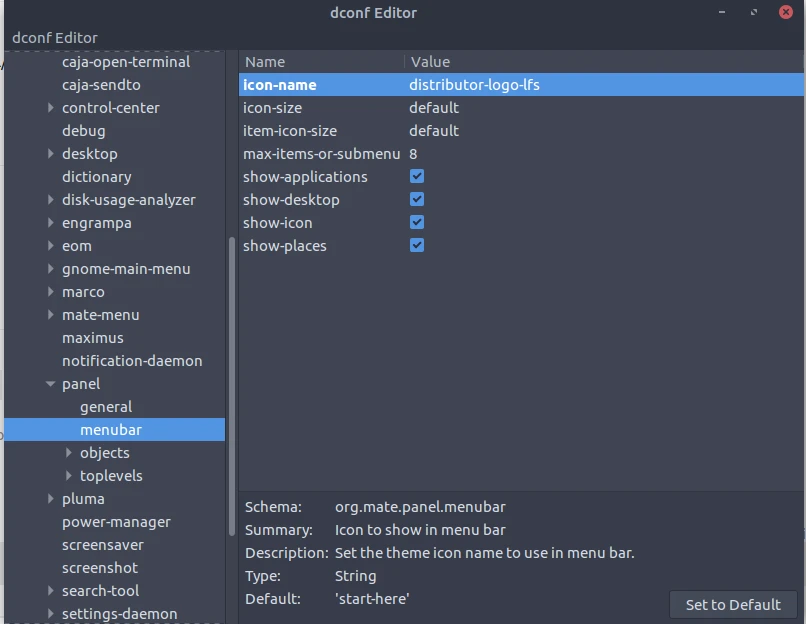 dconf Editor
dconf Editor
caja-open-terminal
caja-sendto
control-center
debug
desktop
dictionary
disk-usage-analyzer
engrampa
eom
gnome-main-menu
marco
mate-menu
maximus
notification-daemon
panel
general
menubar
objects
toplevels
pluma
power-manager
screensaver
screenshot
search-tool
settings-daemon
Name Value
icon-name distributor-logo-lfs
icon-size default
item-icon-size default
max-items-or-submenu 8
show-applications
show-desktop
show-icon
show-places
Schema: org.mate.panel.menubar
Summary: Icon to show in menu bar
Description: Set the theme icon name to use in menu bar.
Type: String
Default: 'start-here'
Set to Default